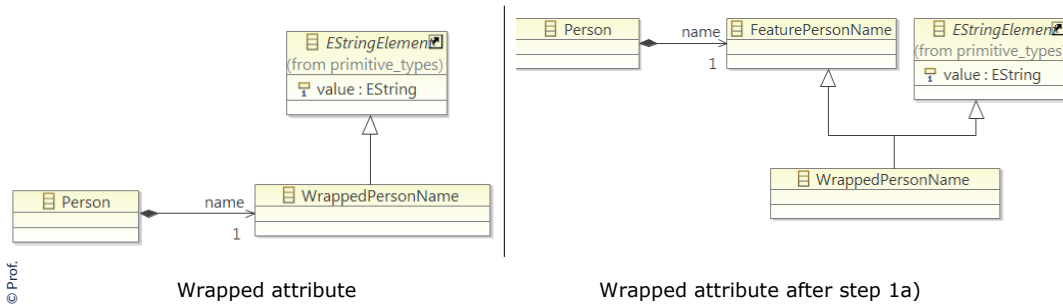 EStringElement
(from primitive_types)
value : EString
Person
name
1
WrappedPersonName
Wrapped attribute
Person
name
1
FeaturePersonName
EStringElement
(from primitive_types)
value : EString
WrappedPersonName
Wrapped attribute after step 1a)
© Prof.